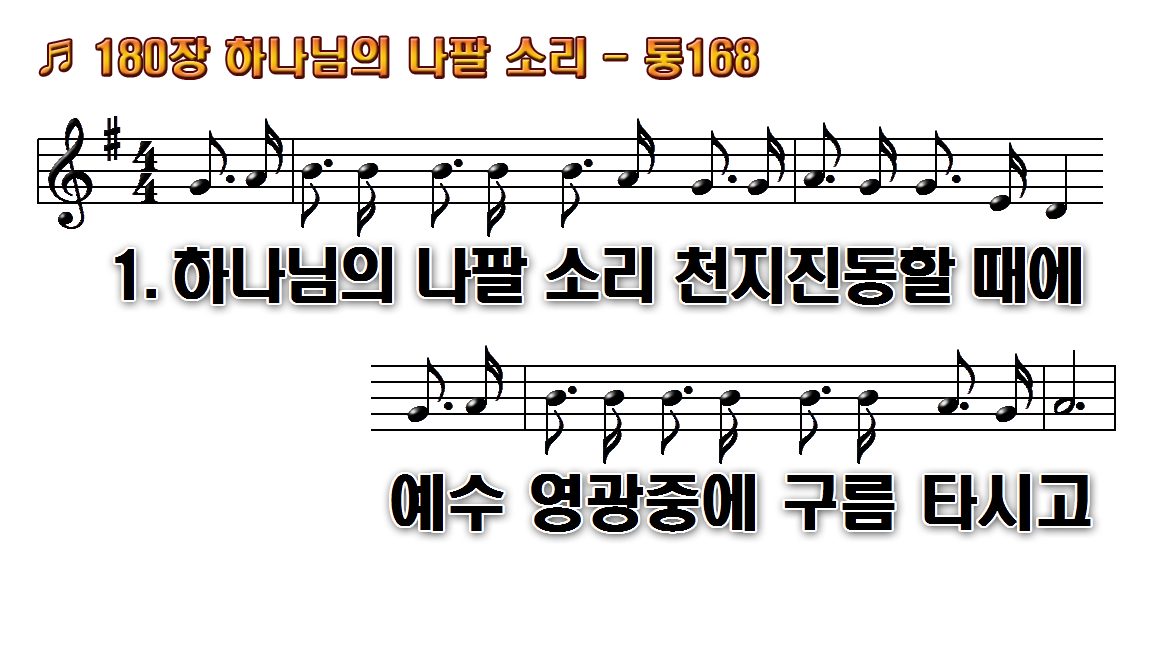 ♬ 180장 하나님의 나팔 소리 - 통168
4
4
1. 하나님의 나팔 소리 천지진동할 때에
예수 영광중에 구름 타시고